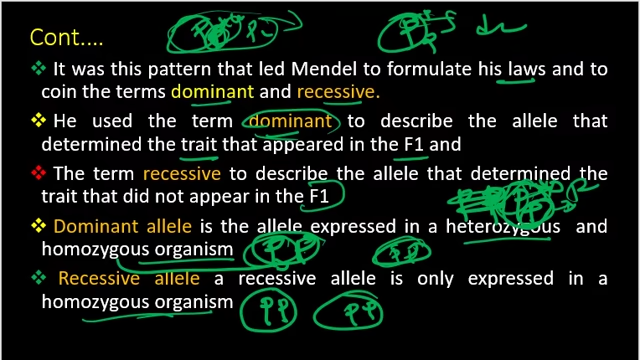 Cont....
It was this pattern that led Mendel to formulate his laws and to
coin the terms dominant and recessive.
He used the term dominant to describe the allele that
determined the trait that appeared in the F1 and
The term recessive to describe the allele that determined the
trait that did not appear in the F1
Dominant allele is the allele expressed in a heterozygous and
homozygous organism
Recessive allele a recessive allele is only expressed in a
homozygous organism